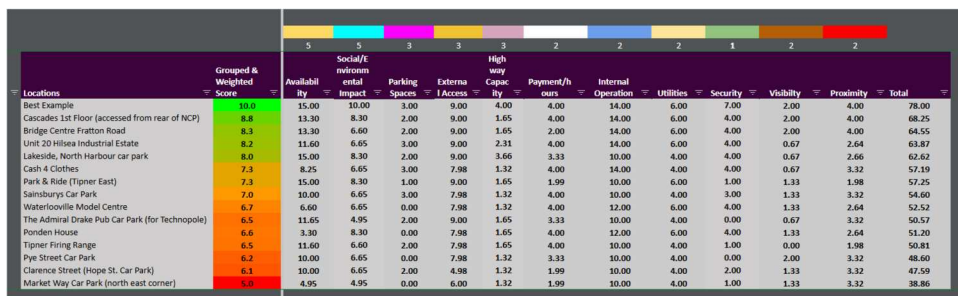 5 5 3 3 3 2 2 2 1 2 2
Locations Grouped & Weighted Score Availability Social/Environmental Impact Parking Spaces External Access High way Capacity Payment/hours Internal Operation Utilities Security Visibilty Proximity Total
Best Example 10.0 15.00 10.00 3.00 9.00 4.00 4.00 14.00 6.00 7.00 2.00 4.00 78.00
Cascades 1st Floor (accessed from rear of NCP) 8.8 13.30 8.30 2.00 9.00 1.65 4.00 14.00 4.00 4.00 2.00 4.00 68.25
Bridge Centre Fratton Road 8.3 13.30 6.60 2.00 9.00 1.65 2.00 14.00 6.00 4.00 2.00 4.00 64.55
Unit 20 Hilsea Industrial Estate 8.2 11.60 6.65 3.00 9.00 2.31 4.00 14.00 4.00 4.00 0.67 2.64 63.87
Lakeside, North Harbour car park 8.0 15.00 8.30 2.00 9.00 3.66 3.33 10.00 4.00 4.00 0.67 2.66 62.62
Cash 4 Clothes 7.3 8.25 6.65 3.00 7.98 1.32 4.00 14.00 4.00 4.00 0.67 3.32 57.19
Park & Ride (Tipner East) 7.3 15.00 8.30 1.00 9.00 1.65 1.99 10.00 6.00 1.00 1.33 1.98 57.25
Sainsburys Car Park 7.0 10.00 6.65 3.00 7.98 1.32 4.00 10.00 4.00 3.00 1.33 3.32 54.60
Waterlooville Model Centre 6.7 6.60 6.65 0.00 7.98 1.32 4.00 12.00 6.00 4.00 1.33 2.64 52.52
The Admiral Drake Pub Car Park (for Technopole) 6.5 11.65 4.95 2.00 9.00 1.65 3.33 10.00 4.00 0.00 0.67 3.32 50.57
Ponden House 6.6 3.30 8.30 0.00 7.98 1.65 4.00 12.00 6.00 4.00 1.33 2.64 51.20
Tipner Firing Range 6.5 11.60 6.60 2.00 7.98 1.65 4.00 10.00 4.00 1.00 0.00 1.98 50.81
Pye Street Car Park 6.2 10.00 6.65 0.00 7.98 1.32 3.33 10.00 4.00 0.00 2.00 3.32 48.60
Clarence Street (Hope St. Car Park) 6.1 10.00 6.65 2.00 4.98 1.32 1.99 10.00 4.00 2.00 1.33 3.32 47.59
Market Way Car Park (north east corner) 5.0 4.95 4.95 0.00 6.00 1.32 1.99 10.00 4.00 1.00 1.33 3.32 38.86